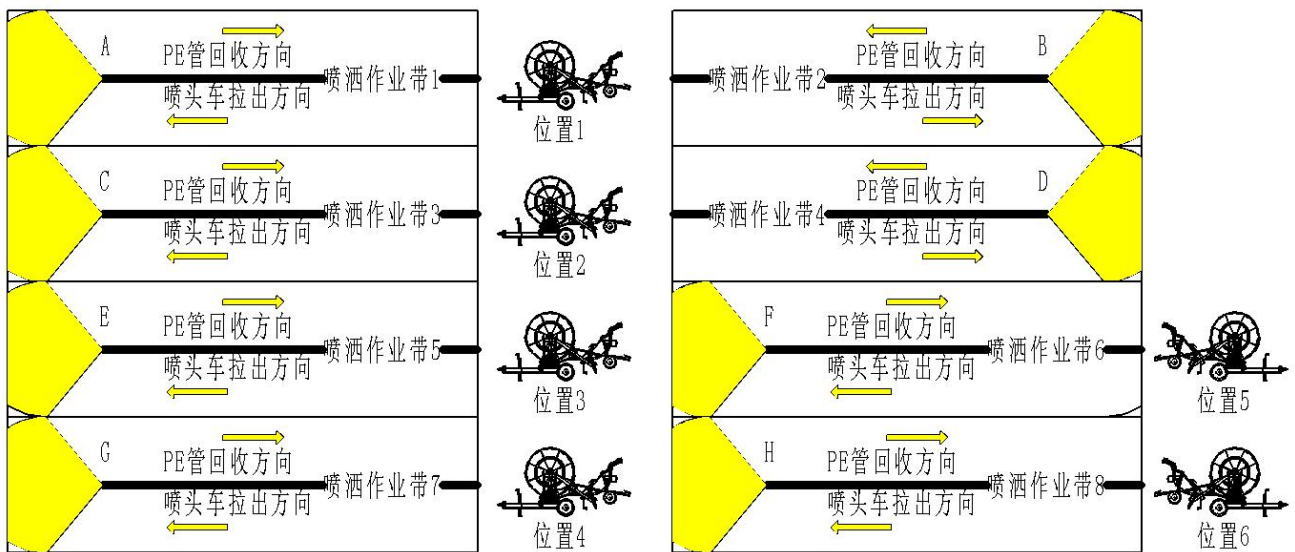 A
PE管回收方向
喷洒作业带1
喷头车拉出方向
位置1
B
PE管回收方向
喷洒作业带2
喷头车拉出方向
C
PE管回收方向
喷洒作业带3
喷头车拉出方向
位置2
D
PE管回收方向
喷洒作业带4
喷头车拉出方向
E
PE管回收方向
喷洒作业带5
喷头车拉出方向
位置3
F
PE管回收方向
喷洒作业带6
喷头车拉出方向
位置5
G
PE管回收方向
喷洒作业带7
喷头车拉出方向
位置4
H
PE管回收方向
喷洒作业带8
喷头车拉出方向
位置6